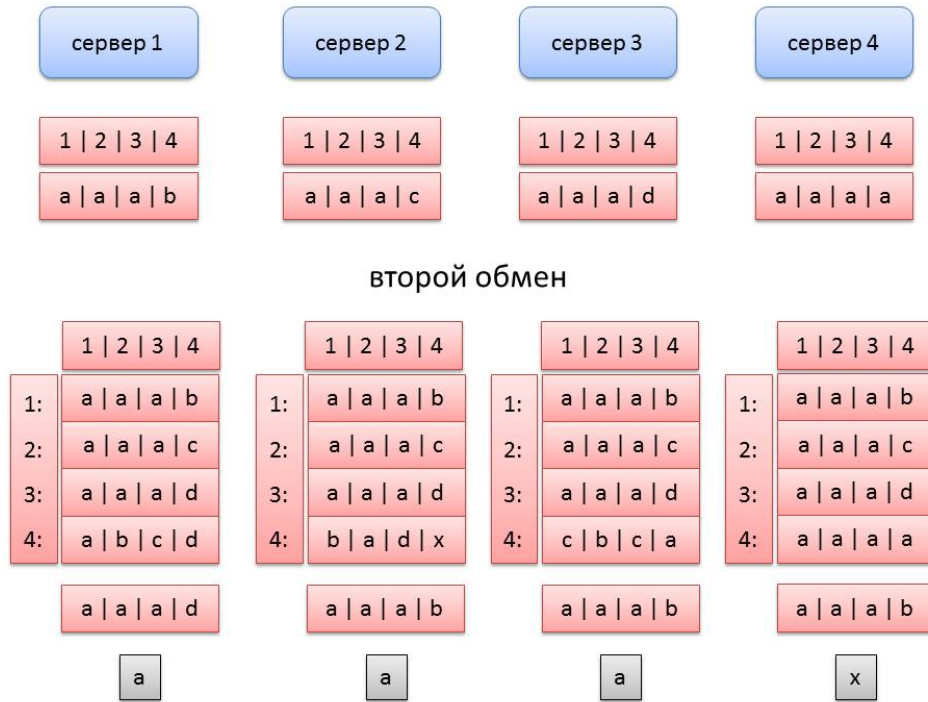 сервер 1 сервер 2 сервер 3 сервер 4
1 | 2 | 3 | 4 1 | 2 | 3 | 4 1 | 2 | 3 | 4 1 | 2 | 3 | 4
a | a | a | b a | a | a | c a | a | a | d a | a | a | a
второй обмен
1 | 2 | 3 | 4 1 | 2 | 3 | 4 1 | 2 | 3 | 4 1 | 2 | 3 | 4
1: a | a | a | b 1: a | a | a | b 1: a | a | a | b 1: a | a | a | b
2: a | a | a | c 2: a | a | a | c 2: a | a | a | c 2: a | a | a | c
3: a | a | a | d 3: a | a | a | d 3: a | a | a | d 3: a | a | a | d
4: a | b | c | d 4: b | a | d | x 4: c | b | c | a 4: a | a | a | a
a | a | a | d a | a | a | b a | a | a | b a | a | a | b
a a a x